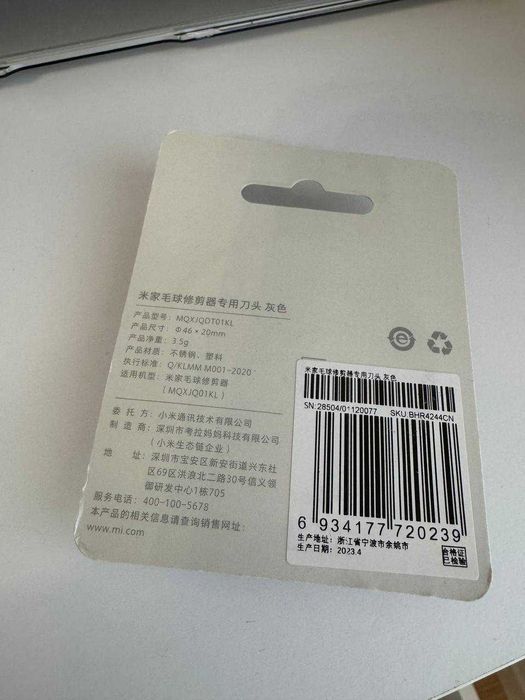 米家毛球修剪器专用刀头 灰色
产品型号：MQXJQDT01KL
产品尺寸：Φ46×20mm
产品净重：3.5g
产品材质：不锈钢、塑料
执行标准：Q/KLMM M001-2020
适用机型：米家毛球修剪器
（MQXJQ01KL）
委 托 方：小米通讯技术有限公司
制 造 商：深圳市考拉妈妈科技有限公司
（小米生态链企业）
地 址：深圳市宝安区新安街道兴东社
区69区洪浪北二路30号信义领
御研发中心1栋705
服务电话：400-100-5678
本产品的相关信息请查询销售网址：
www.mi.com
e
米家毛球修剪器专用刀头 灰色
SN:28504/01120077 SKU:BHR4244CN
6 934177 720239
生产地址：浙江省宁波市余姚市
生产日期：2023.4
合格证
已检验